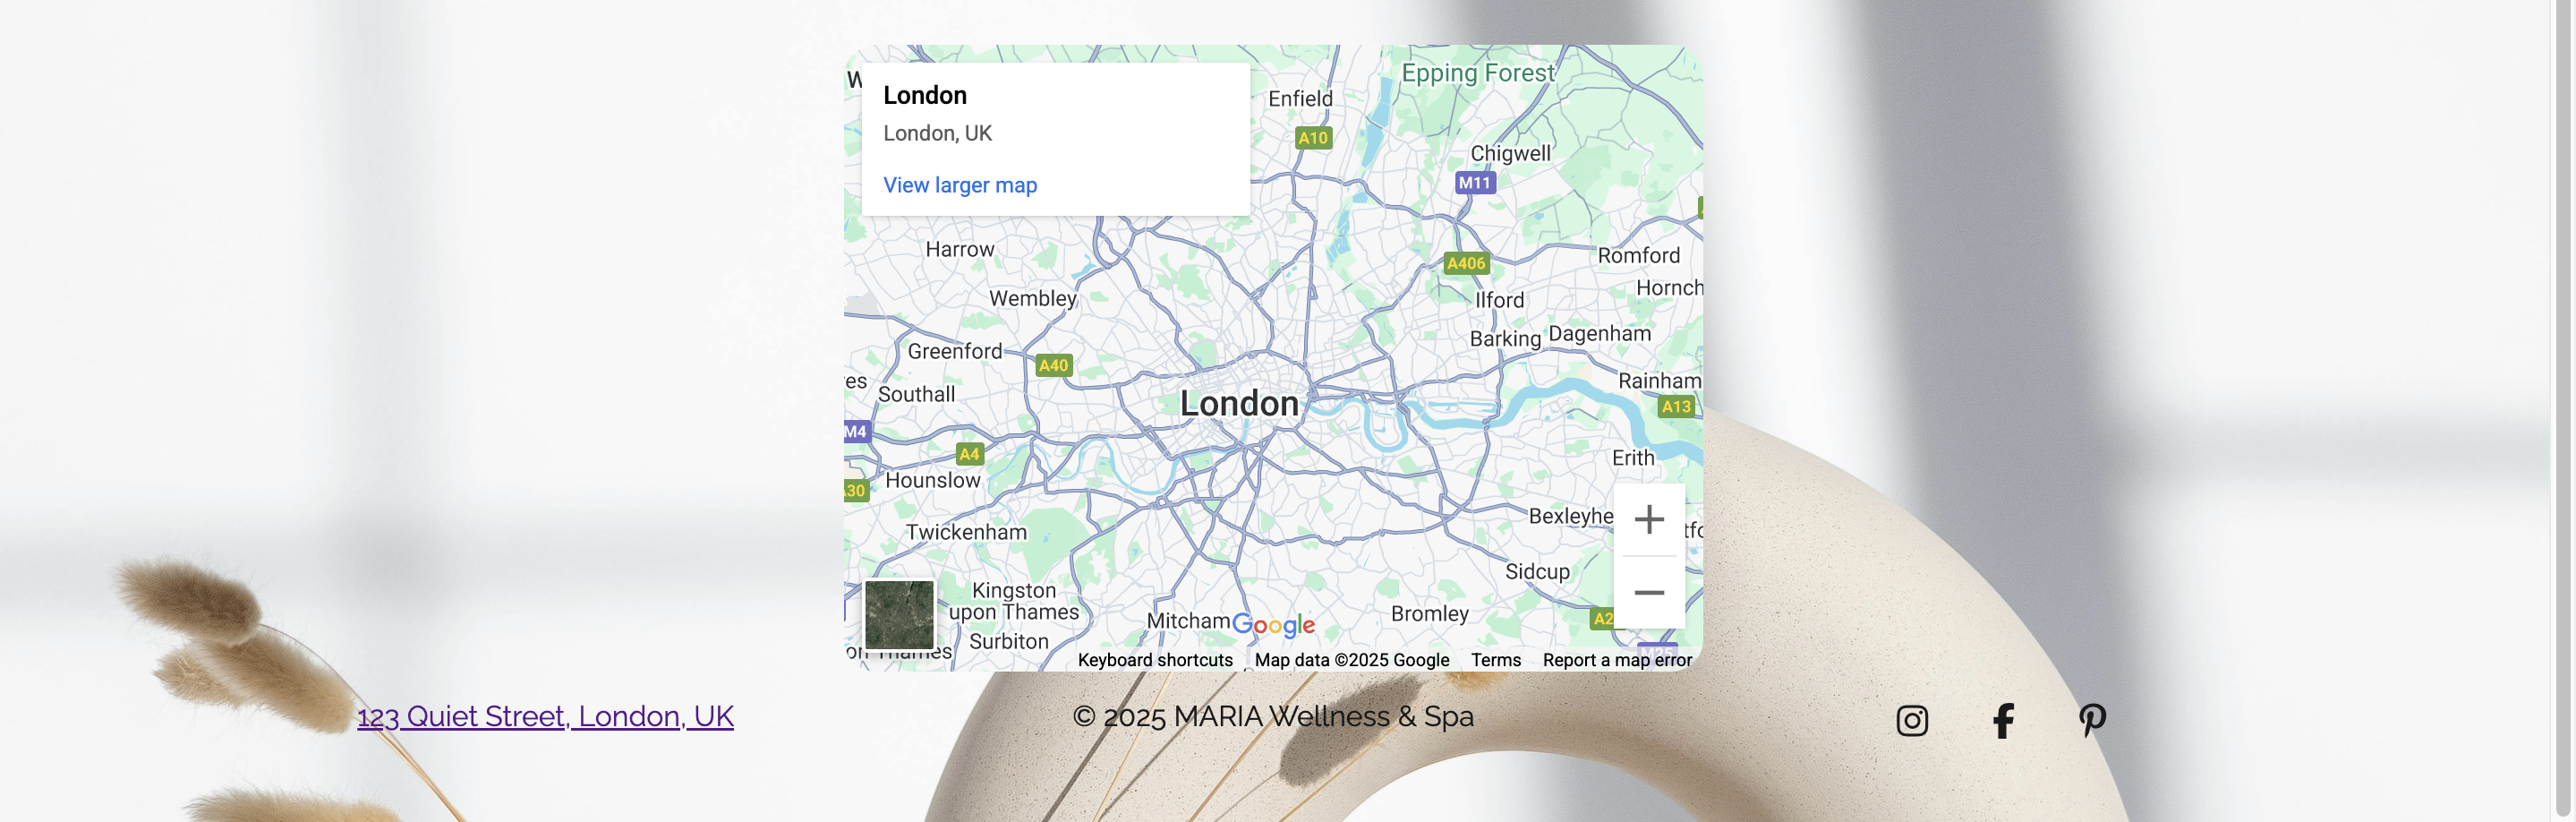 London
London, UK
View larger map
Epping Forest
Enfield
A10
Chigwell
M11
Harrow
Romford
A406
Wembley
Ilford
Hornch
Greenford
Barking
Dagenham
A40
Southall
Rainham
London
A13
M4
A4
Erith
Hounslow
A30
Bexleyhe
Twickenham
Sidcup
Kingston
upon Thames
Mitcham
Google
Bromley
A2
Surbiton
M25
Keyboard shortcuts
Map data ©2025 Google
Terms
Report a map error
123 Quiet Street, London, UK
© 2025 MARIA Wellness & Spa